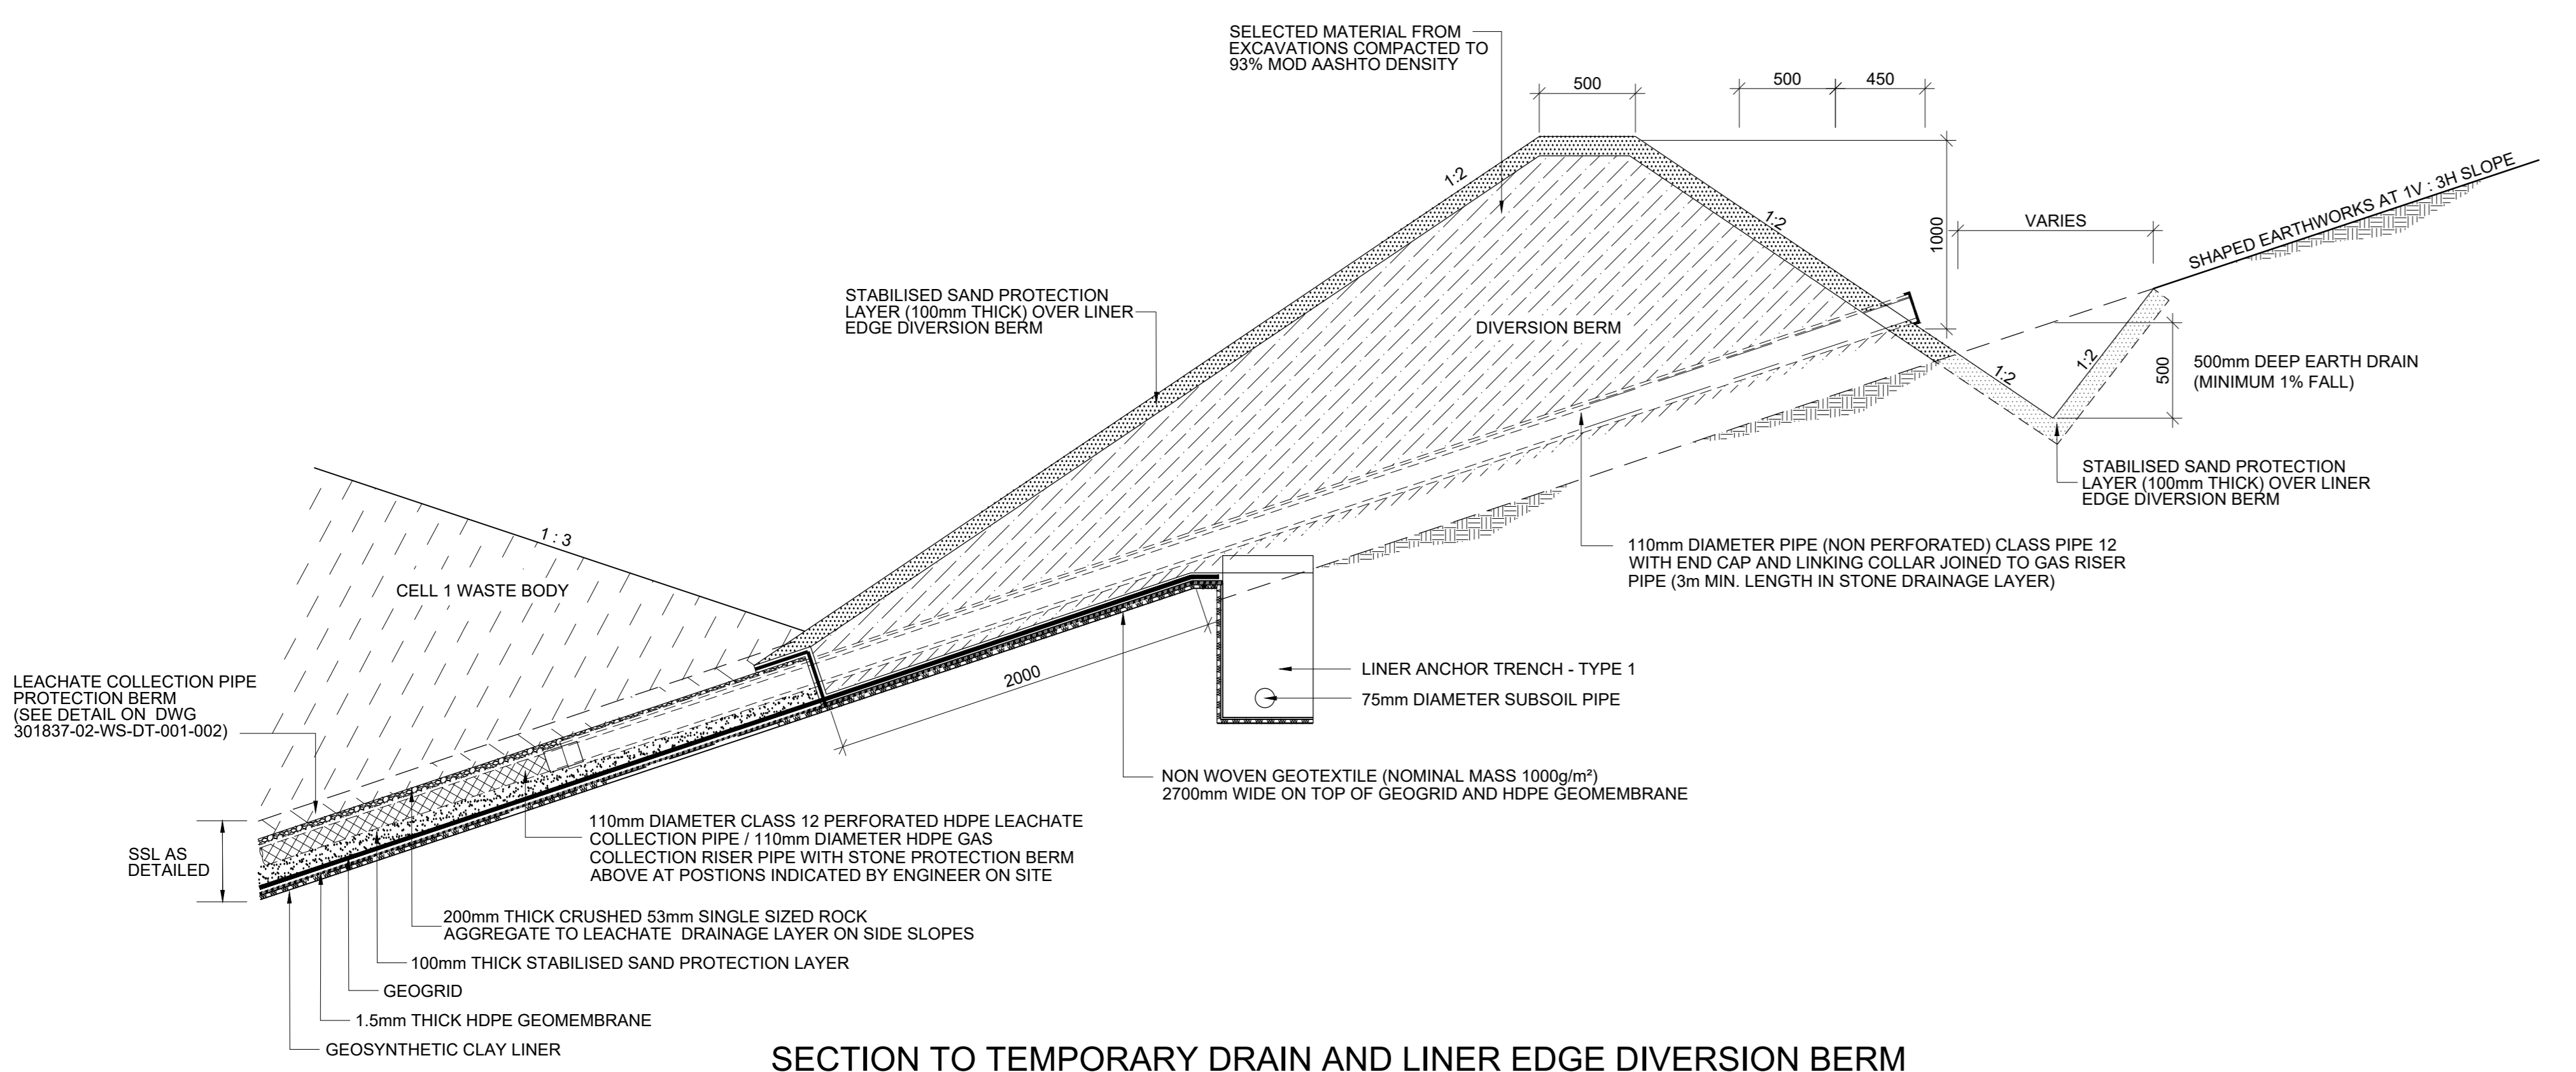 SELECTED MATERIAL FROM
EXCAVATIONS COMPACTED TO
93% MOD AASHTO DENSITY
500
500
450
1:2
1:2
1000
VARIES
SHAPED EARTHWORKS AT 1V : 3H SLOPE
STABILISED SAND PROTECTION
LAYER (100mm THICK) OVER LINER
EDGE DIVERSION BERM
DIVERSION BERM
1:2
1:2
500
500mm DEEP EARTH DRAIN
(MINIMUM 1% FALL)
STABILISED SAND PROTECTION
LAYER (100mm THICK) OVER LINER
EDGE DIVERSION BERM
1 : 3
CELL 1 WASTE BODY
110mm DIAMETER PIPE (NON PERFORATED) CLASS PIPE 12
WITH END CAP AND LINKING COLLAR JOINED TO GAS RISER
PIPE (3m MIN. LENGTH IN STONE DRAINAGE LAYER)
LEACHATE COLLECTION PIPE
PROTECTION BERM
(SEE DETAIL ON DWG
301837-02-WS-DT-001-002)
2000
LINER ANCHOR TRENCH - TYPE 1
75mm DIAMETER SUBSOIL PIPE
NON WOVEN GEOTEXTILE (NOMINAL MASS 1000g/m²)
2700mm WIDE ON TOP OF GEOGRID AND HDPE GEOMEMBRANE
SSL AS
DETAILED
110mm DIAMETER CLASS 12 PERFORATED HDPE LEACHATE
COLLECTION PIPE / 110mm DIAMETER HDPE GAS
COLLECTION RISER PIPE WITH STONE PROTECTION BERM
ABOVE AT POSTIONS INDICATED BY ENGINEER ON SITE
200mm THICK CRUSHED 53mm SINGLE SIZED ROCK
AGGREGATE TO LEACHATE DRAINAGE LAYER ON SIDE SLOPES
100mm THICK STABILISED SAND PROTECTION LAYER
GEOGRID
1.5mm THICK HDPE GEOMEMBRANE
GEOSYNTHETIC CLAY LINER
SECTION TO TEMPORARY DRAIN AND LINER EDGE DIVERSION BERM